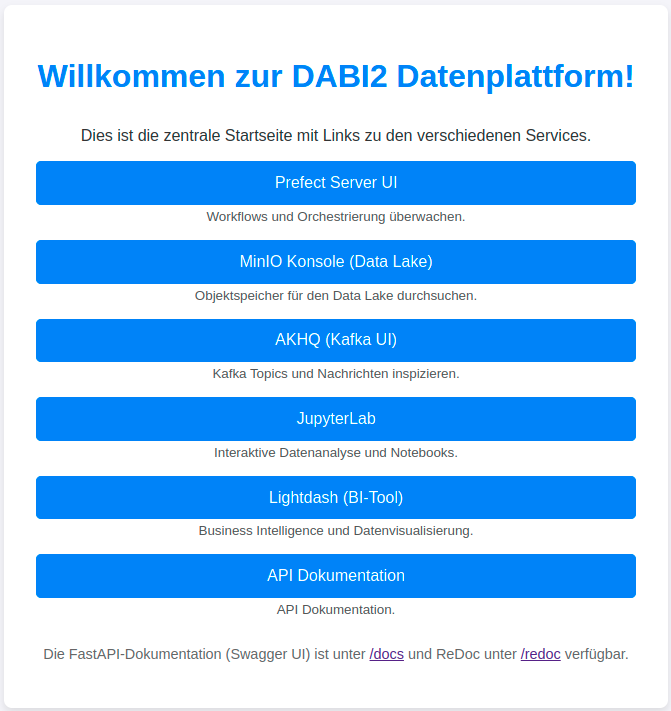 Willkommen zur DABI2 Datenplattform!
Dies ist die zentrale Startseite mit Links zu den verschiedenen Services.
Prefect Server UI
Workflows und Orchestrierung überwachen.
MinIO Konsole (Data Lake)
Objektspeicher für den Data Lake durchsuchen.
AKHQ (Kafka UI)
Kafka Topics und Nachrichten inspizieren.
JupyterLab
Interaktive Datenanalyse und Notebooks.
Lightdash (BI-Tool)
Business Intelligence und Datenvisualisierung.
API Dokumentation
API Dokumentation.
Die FastAPI-Dokumentation (Swagger UI) ist unter /docs und ReDoc unter /redoc verfügbar.